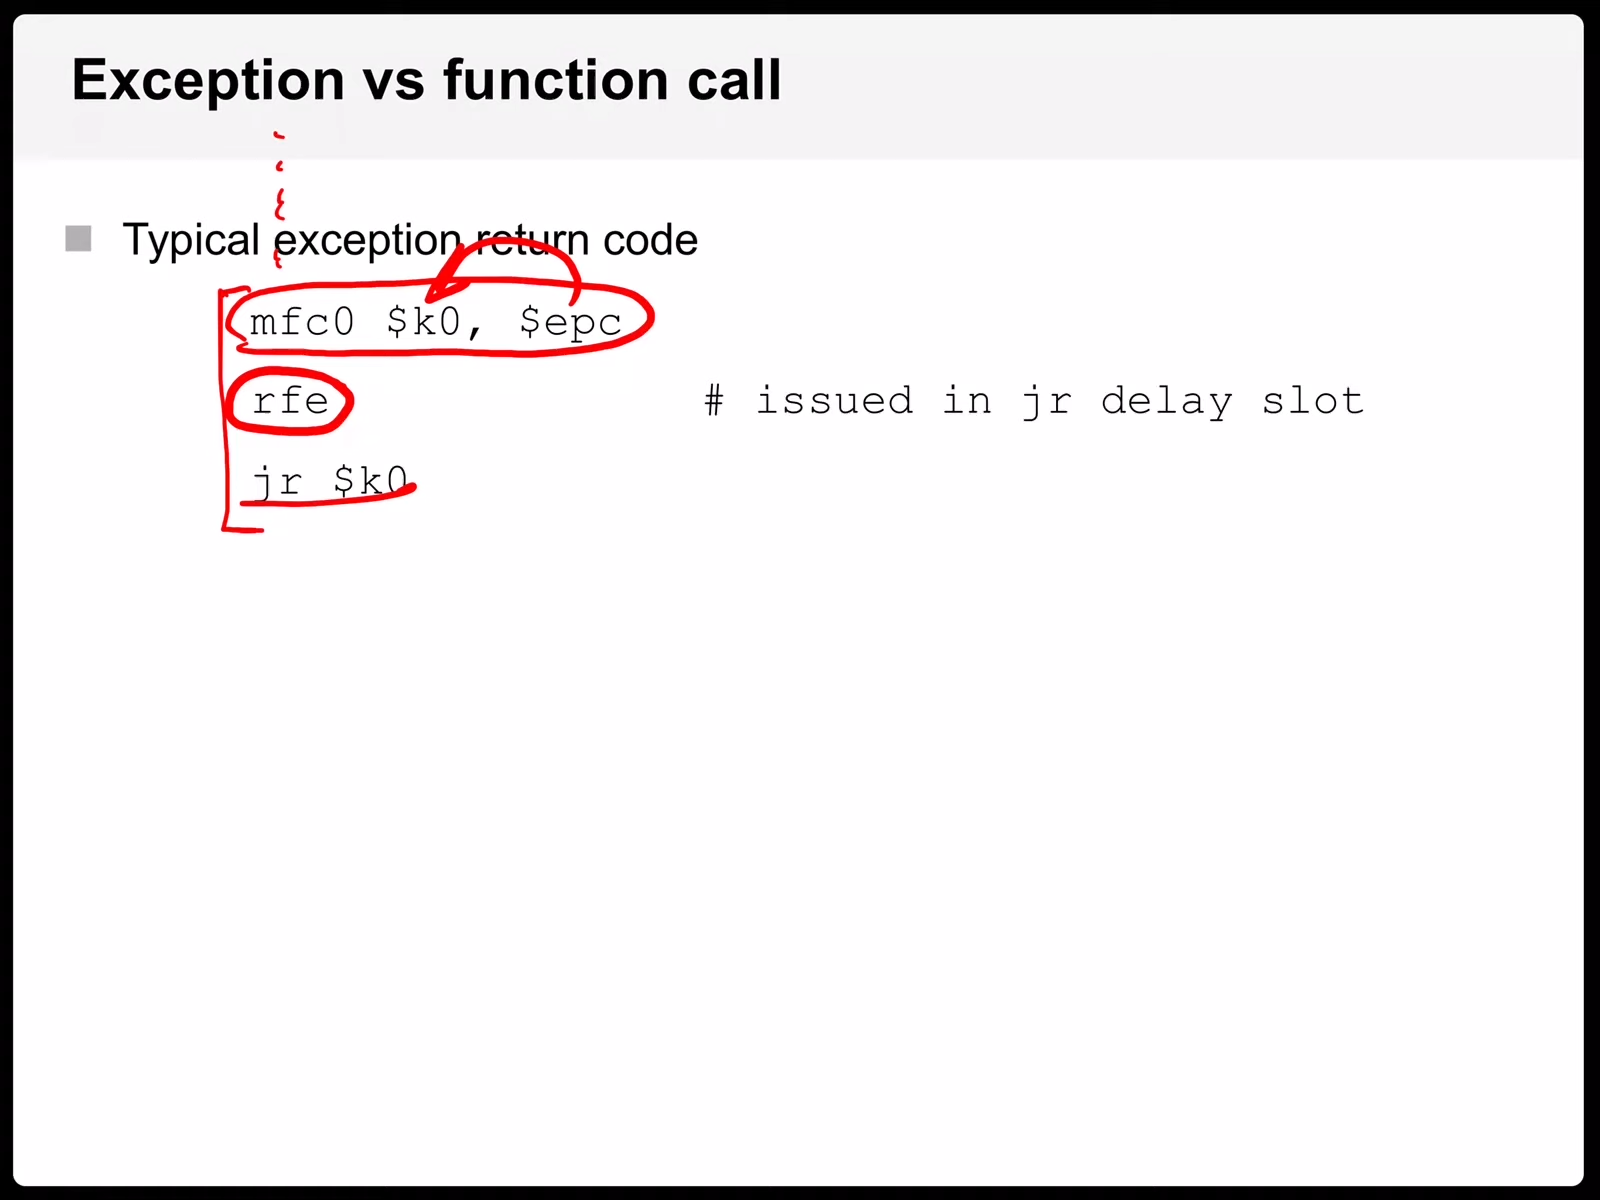 Exception vs function call
Typical exception return code
mfc0 $k0, $epc
rfe # issued in jr delay slot
jr $k0